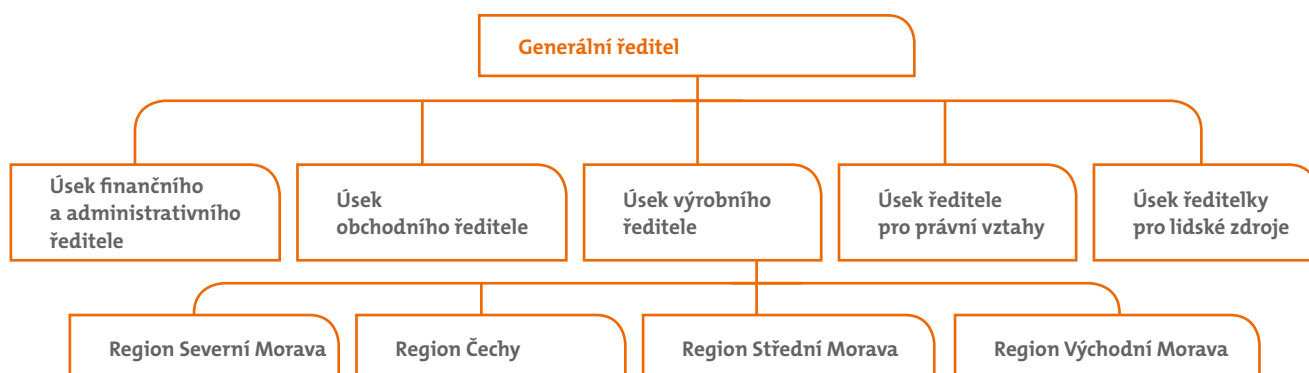 Generální ředitel
Úsek finančního
a administrativního
ředitele
Úsek
obchodního ředitele
Úsek výrobního
ředitele
Úsek ředitele
pro právní vztahy
Úsek ředitelky
pro lidské zdroje
Region Severní Morava
Region Čechy
Region Střední Morava
Region Východní Morava